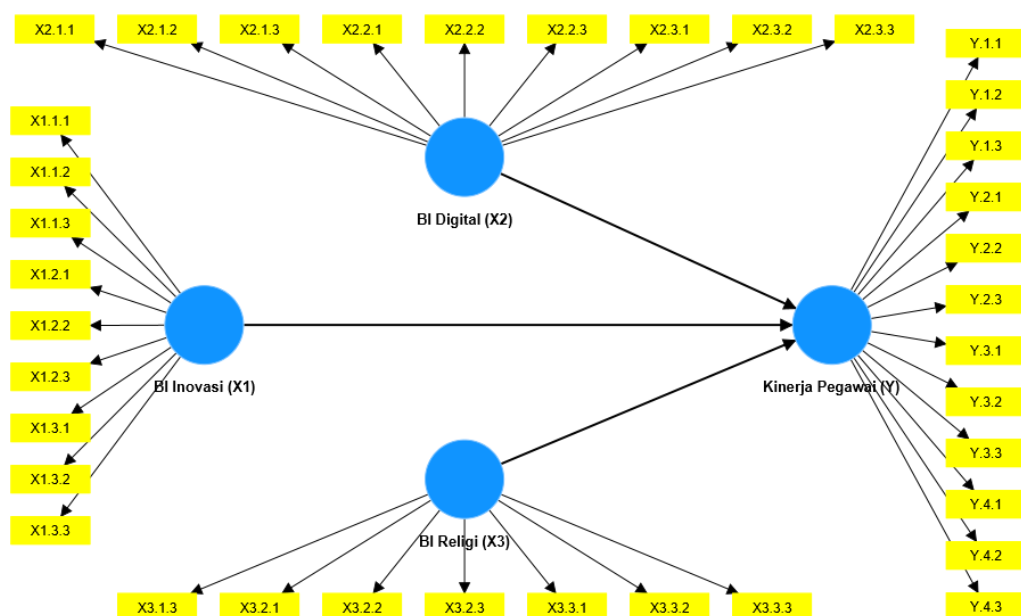 X2.1.1
X2.1.2
X2.1.3
X2.2.1
X2.2.2
X2.2.3
X2.3.1
X2.3.2
X2.3.3
X1.1.1
X1.1.2
X1.1.3
X1.2.1
X1.2.2
X1.2.3
X1.3.1
X1.3.2
X1.3.3
BI Digital (X2)
BI Inovasi (X1)
BI Religi (X3)
Kinerja Pegawai (Y)
Y.1.1
Y.1.2
Y.1.3
Y.2.1
Y.2.2
Y.2.3
Y.3.1
Y.3.2
Y.3.3
Y.4.1
Y.4.2
Y.4.3
X3.1.3
X3.2.1
X3.2.2
X3.2.3
X3.3.1
X3.3.2
X3.3.3